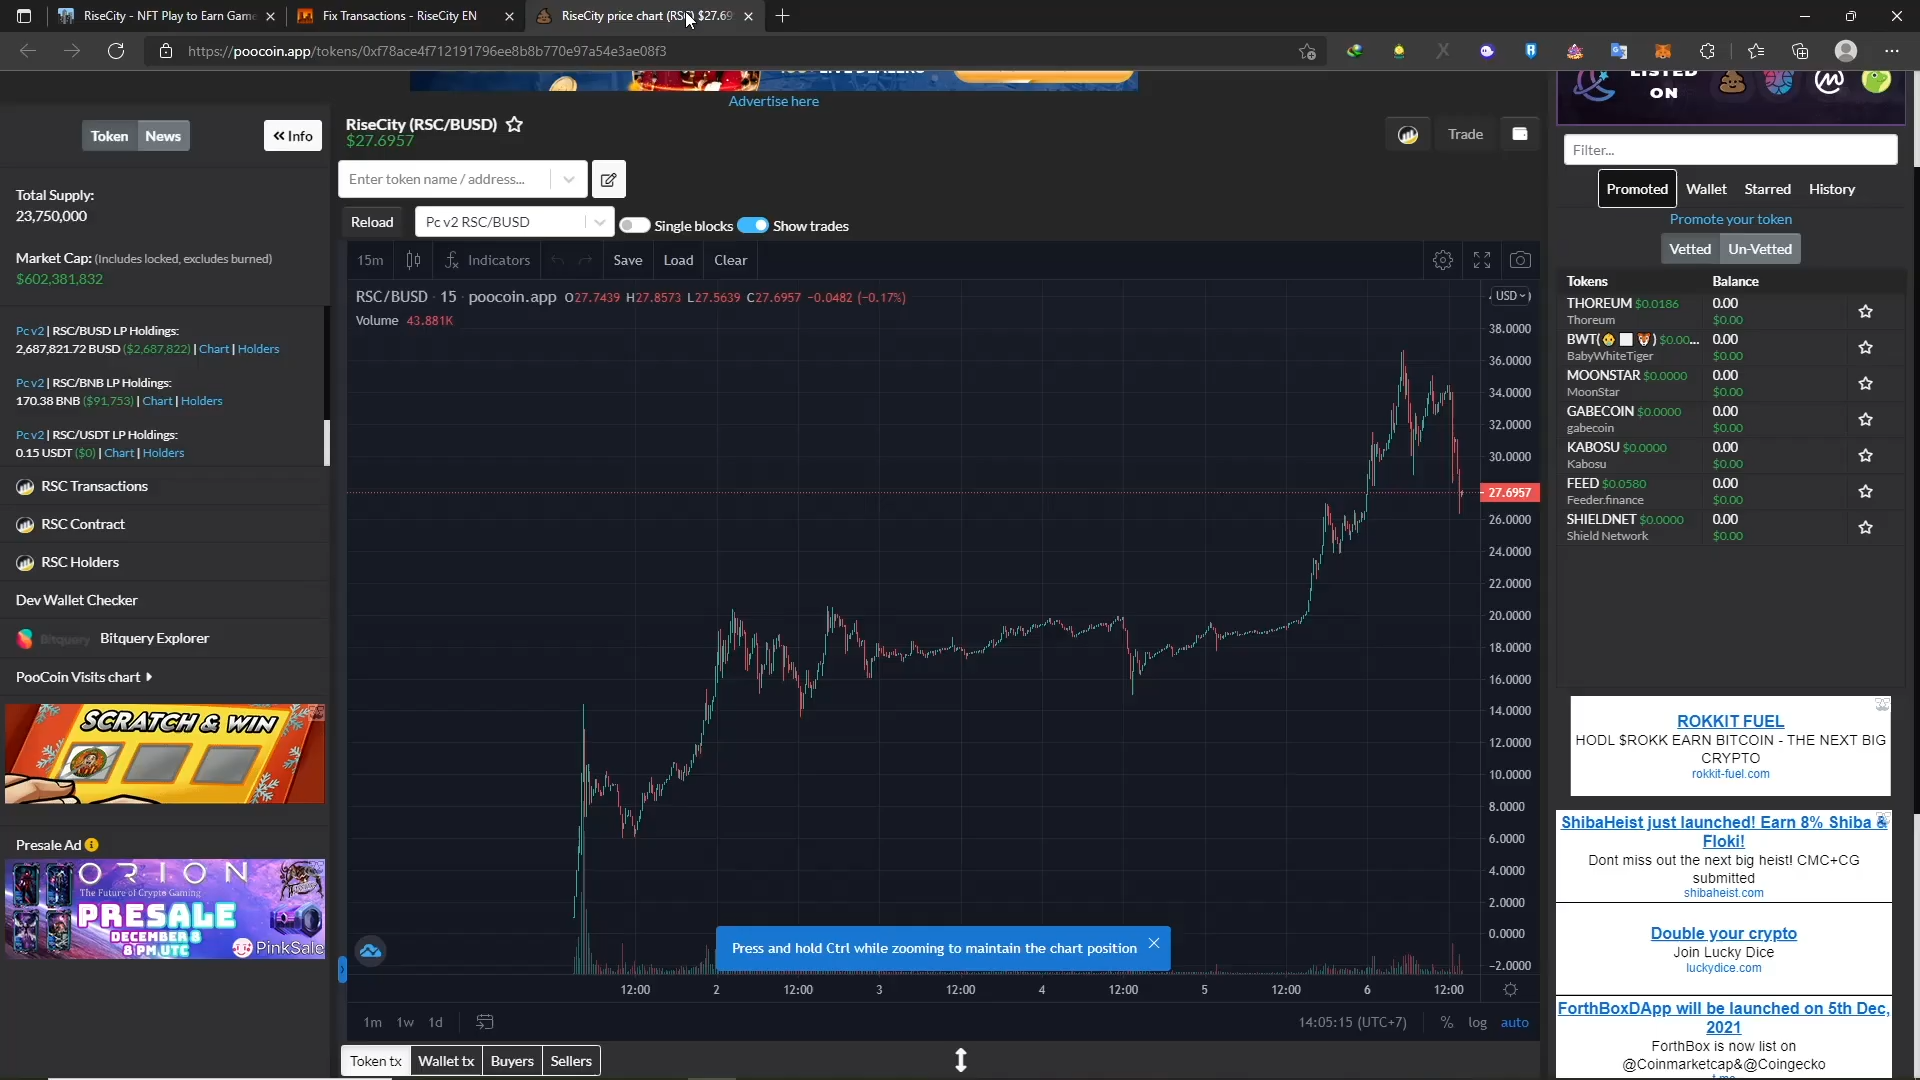 RiseCity - NFT Play to Earn Game
Fix Transactions - RiseCity EN
RiseCity price chart (RSC) $27.69
https://poocoin.app/tokens/0xf78ace4f712191796ee8b8b770e97a54e3ae08f3
Advertise here
LISTED
ON
Token
News
Info
RiseCity (RSC/BUSD)
$27.6957
Trade
Filter...
Enter token name / address...
Promoted
Wallet
Starred
History
Total Supply:
23,750,000
Reload
Pc v2 RSC/BUSD
Single blocks
Show trades
Promote your token
Vetted
Un-Vetted
Market Cap: (Includes locked, excludes burned)
$602,381,832
15m
Indicators
Save
Load
Clear
Tokens
Balance
RSC/BUSD · 15 · poocoin.app O27.7439 H27.8573 L27.5639 C27.6957 -0.0482 (-0.17%)
Volume 43.881K
USD
THOREUM $0.0186
Thoreum
0.00
$0.00
BWT( ) $0.00...
BabyWhiteTiger
0.00
$0.00
MOONSTAR $0.0000
MoonStar
0.00
$0.00
GABECOIN $0.0000
gabecoin
0.00
$0.00
KABOSU $0.0000
Kabosu
0.00
$0.00
FEED $0.0580
Feeder.finance
0.00
$0.00
SHIELDNET $0.0000
Shield Network
0.00
$0.00
Pc v2 | RSC/BUSD LP Holdings:
2,687,821.72 BUSD ($2,687,822) | Chart | Holders
Pc v2 | RSC/BNB LP Holdings:
170.38 BNB ($91,753) | Chart | Holders
Pc v2 | RSC/USDT LP Holdings:
0.15 USDT ($0) | Chart | Holders
RSC Transactions
RSC Contract
RSC Holders
Dev Wallet Checker
Bitquery
Bitquery Explorer
PooCoin Visits chart
SCRATCH & WIN
Presale Ad
ORION
The Future of Crypto Gaming
PRESALE
DECEMBER 8
8 PM UTC
PinkSale
38.0000
36.0000
34.0000
32.0000
30.0000
27.6957
26.0000
24.0000
22.0000
20.0000
18.0000
16.0000
14.0000
12.0000
10.0000
8.0000
6.0000
4.0000
2.0000
0.0000
-2.0000
Press and hold Ctrl while zooming to maintain the chart position
12:00
2
12:00
3
12:00
4
12:00
5
12:00
6
12:00
1m
1w
1d
14:05:15 (UTC+7)
%
log
auto
Token tx
Wallet tx
Buyers
Sellers
ROKKIT FUEL
HODL $ROKK EARN BITCOIN - THE NEXT BIG
CRYPTO
rokkit-fuel.com
ShibaHeist just launched! Earn 8% Shiba &
Floki!
Dont miss out the next big heist! CMC+CG
submitted
shibaheist.com
Double your crypto
Join Lucky Dice
luckydice.com
ForthBoxDApp will be launched on 5th Dec,
2021
ForthBox is now list on
@Coinmarketcap&@Coingecko